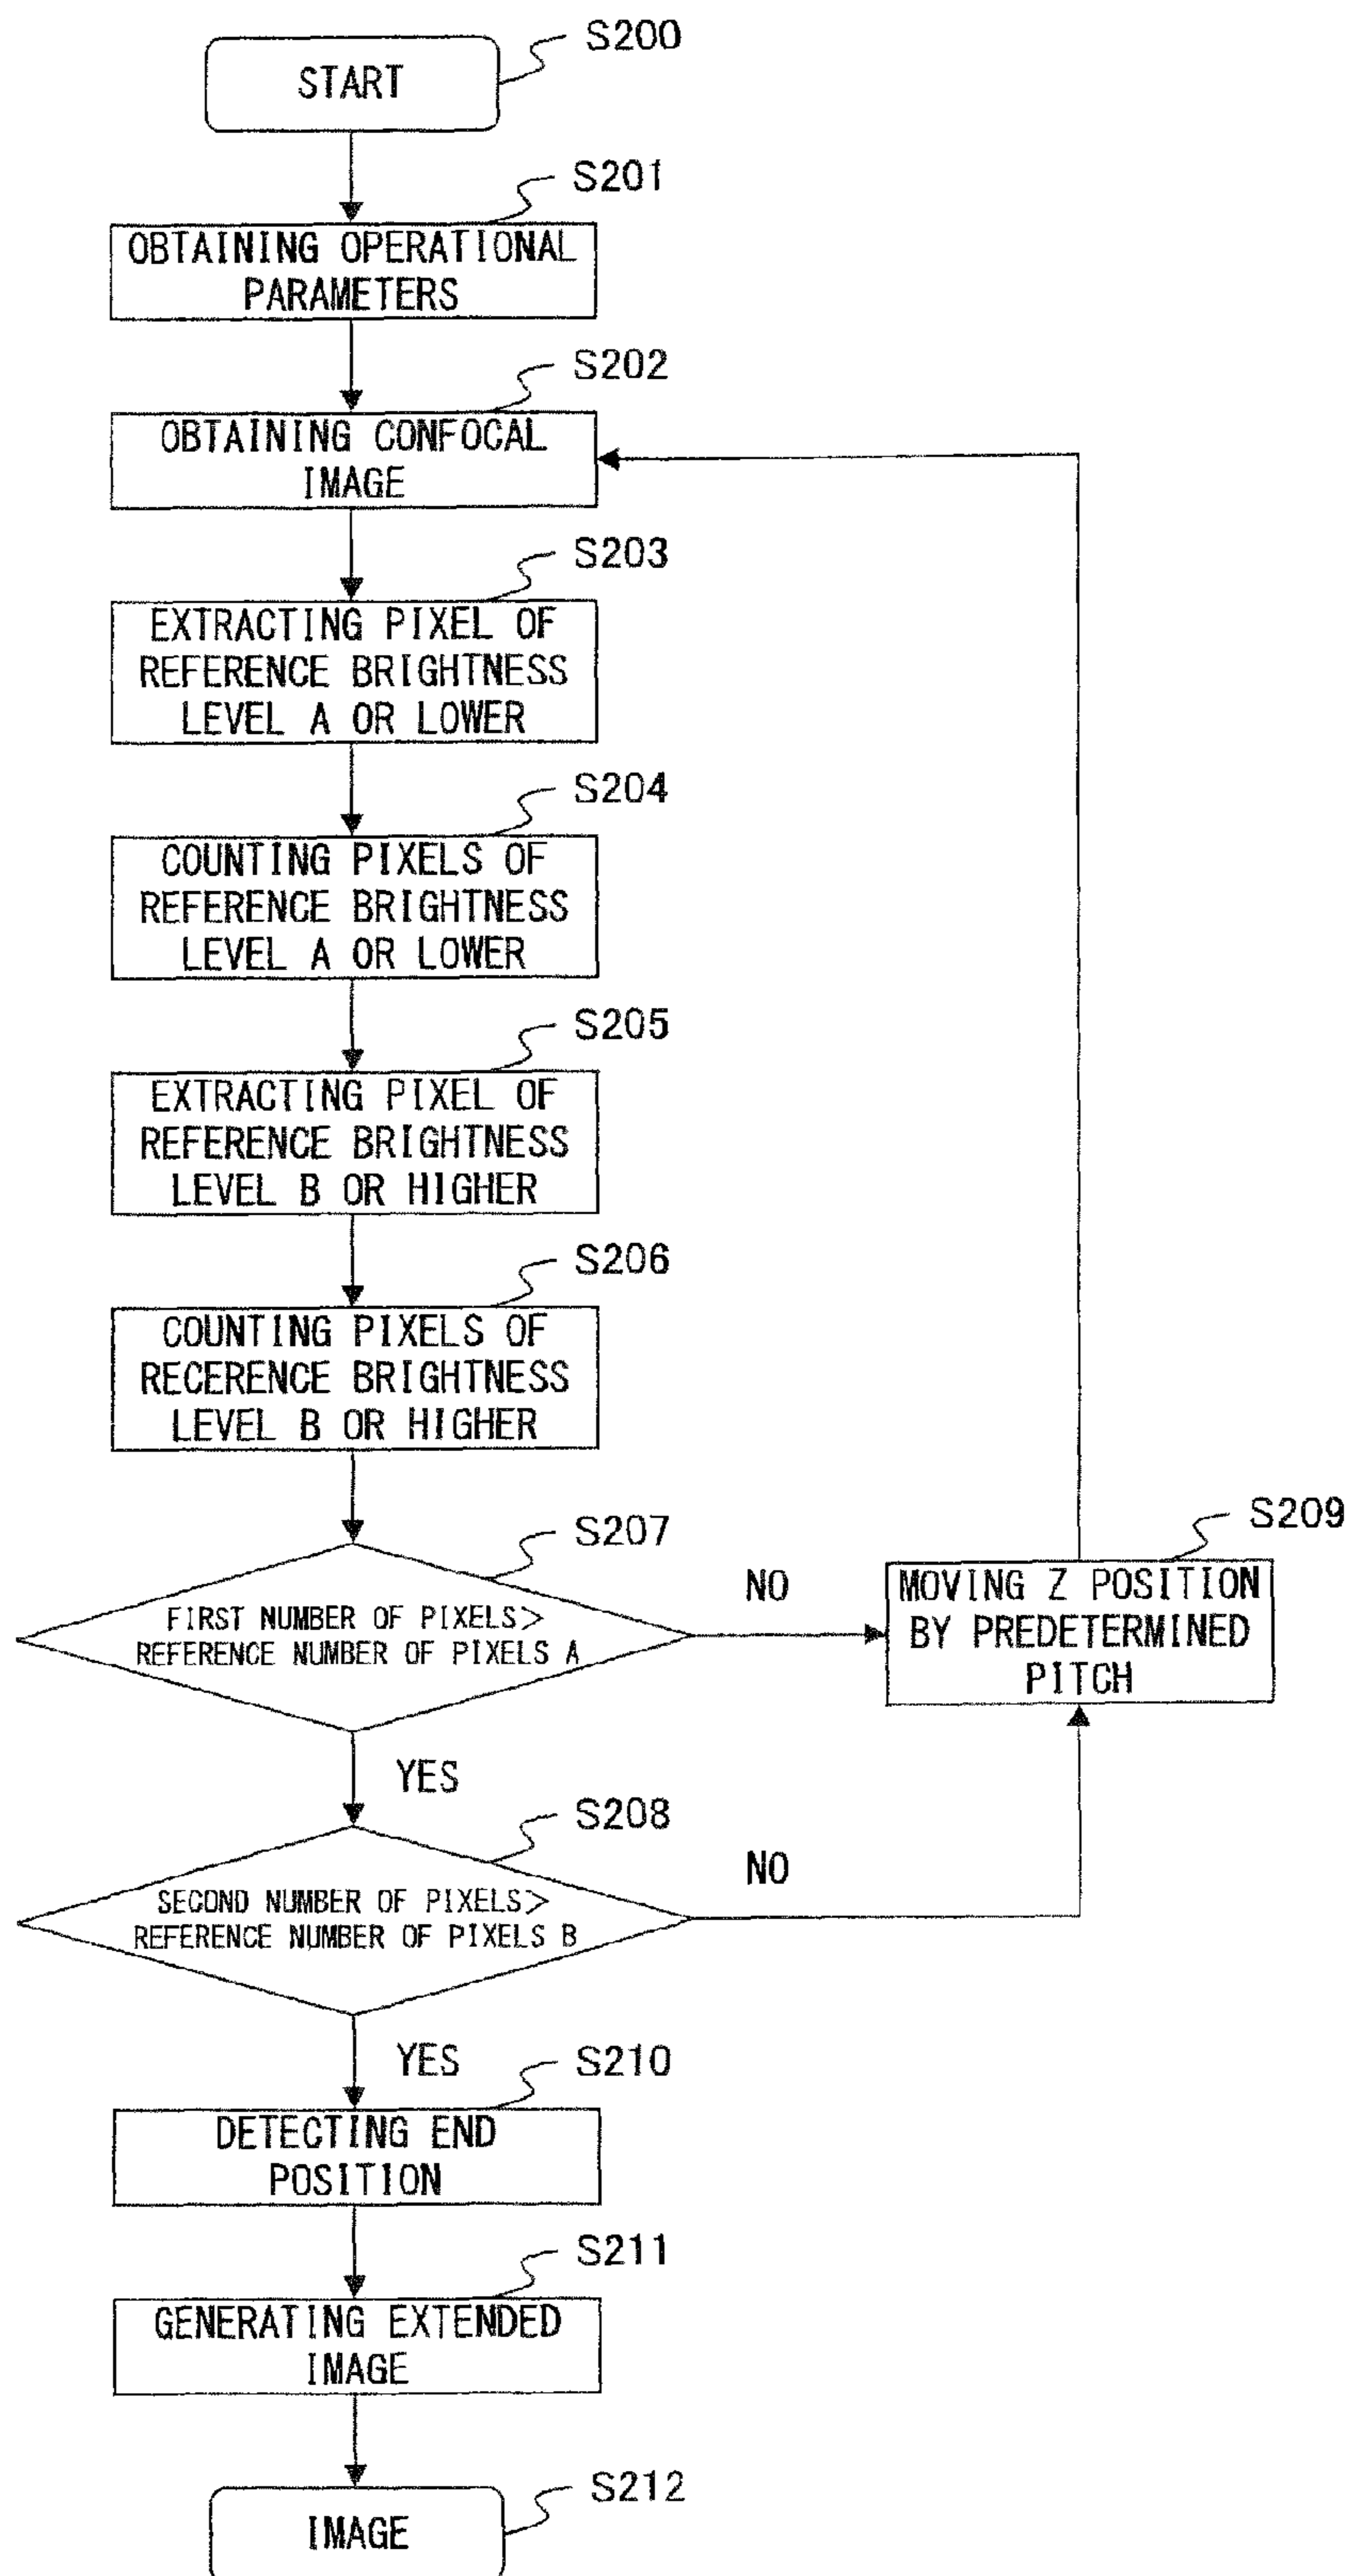 S200
START
S201
OBTAINING OPERATIONAL
PARAMETERS
S202
OBTAINING CONFOCAL
IMAGE
S203
EXTRACTING PIXEL OF
REFERENCE BRIGHTNESS
LEVEL A OR LOWER
S204
COUNTING PIXELS OF
REFERENCE BRIGHTNESS
LEVEL A OR LOWER
S205
EXTRACTING PIXEL OF
REFERENCE BRIGHTNESS
LEVEL B OR HIGHER
S206
COUNTING PIXELS OF
RECERENCE BRIGHTNESS
LEVEL B OR HIGHER
S207
FIRST NUMBER OF PIXELS>
REFERENCE NUMBER OF PIXELS A
NO
S209
MOVING Z POSITION
BY PREDETERMINED
PITCH
YES
S208
SECOND NUMBER OF PIXELS>
REFERENCE NUMBER OF PIXELS B
NO
YES
S210
DETECTING END
POSITION
S211
GENERATING EXTENDED
IMAGE
S212
IMAGE